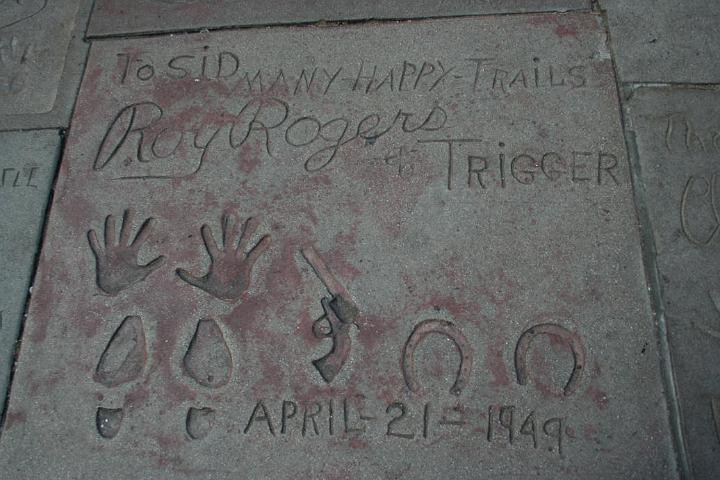 To SiD MANY-HAPPY-TRAiLS
Roy Rogers
& TRiGGER
APRiL-21-1949